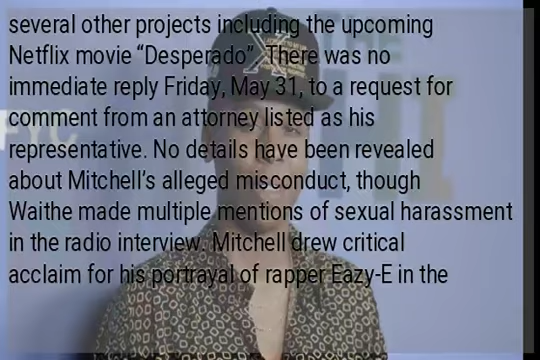 several other projects including the upcoming
Netflix movie “Desperado”. There was no
immediate reply Friday, May 31, to a request for
comment from an attorney listed as his
representative. No details have been revealed
about Mitchell’s alleged misconduct, though
Waithe made multiple mentions of sexual harassment
in the radio interview. Mitchell drew critical
acclaim for his portrayal of rapper Eazy-E in the
FYC